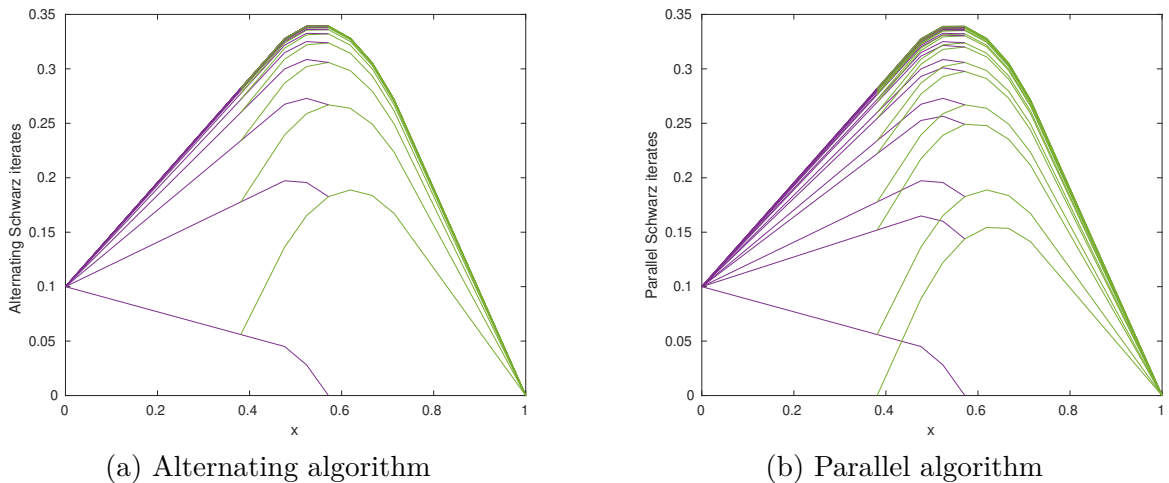 0.35
0.3
0.25
0.2
0.15
0.1
0.05
0
0 0.2 0.4 0.6 0.8 1
x
Alternating Schwarz iterates
(a) Alternating algorithm
0.35
0.3
0.25
0.2
0.15
0.1
0.05
0
0 0.2 0.4 0.6 0.8 1
x
Parallel Schwarz iterates
(b) Parallel algorithm